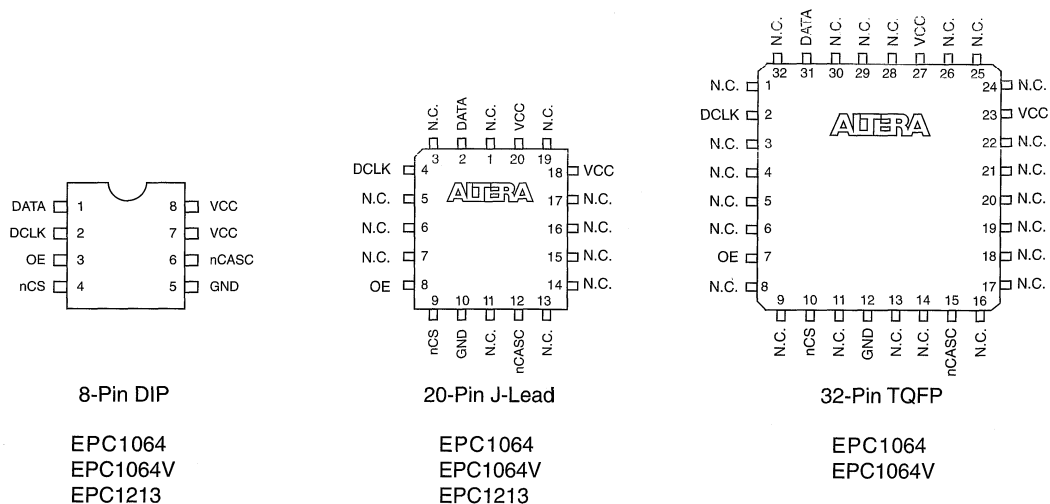 DATA 1 8 VCC
DCLK 2 7 VCC
OE 3 6 nCASC
nCS 4 5 GND
8-Pin DIP
EPC1064
EPC1064V
EPC1213
N.C. DATA N.C. VCC N.C.
3 2 1 20 19
ALTERA
DCLK 4 18 VCC
N.C. 5 17 N.C.
N.C. 6 16 N.C.
N.C. 7 15 N.C.
OE 8 14 N.C.
9 10 11 12 13
nCS GND N.C. nCASC N.C.
20-Pin J-Lead
EPC1064
EPC1064V
EPC1213
N.C. DATA N.C. N.C. N.C. VCC N.C. N.C.
32 31 30 29 28 27 26 25
ALTERA
N.C. 1 24 N.C.
DCLK 2 23 VCC
N.C. 3 22 N.C.
N.C. 4 21 N.C.
N.C. 5 20 N.C.
N.C. 6 19 N.C.
OE 7 18 N.C.
N.C. 8 17 N.C.
9 10 11 12 13 14 15 16
N.C. nCS N.C. GND N.C. N.C. nCASC N.C.
32-Pin TQFP
EPC1064
EPC1064V